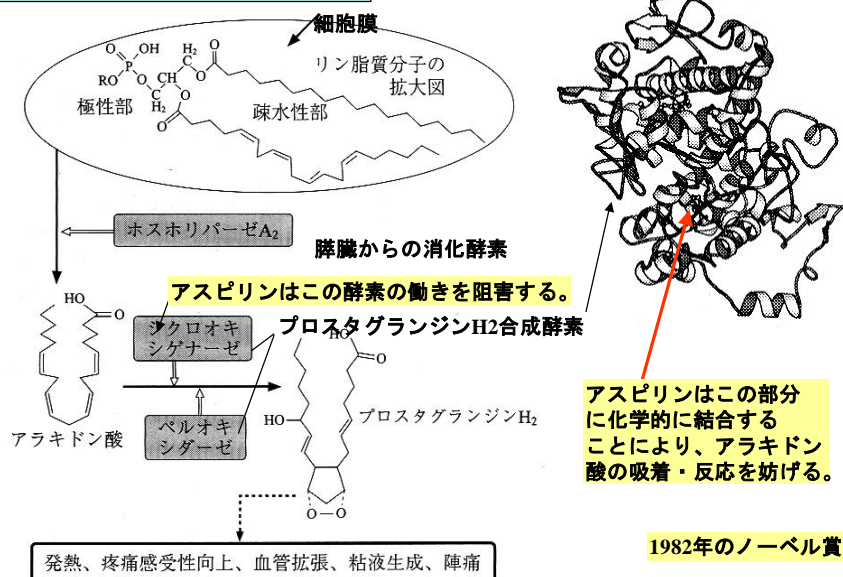 細胞膜
リン脂質分子の
拡大図
O
OH
P
RO
O
H₂
C
CH
C
H₂
O
O
O
O
極性部
疎水性部
ホスホリパーゼA₂
膵臓からの消化酵素
アスピリンはこの酵素の働きを阻害する。
シクロオキ
シゲナーゼ
プロスタグランジンH2合成酵素
HO
O
アラキドン酸
ペルオキ
シダーゼ
HO
O
HO
プロスタグランジンH₂
O—O
発熱、疼痛感受性向上、血管拡張、粘液生成、陣痛
アスピリンはこの部分
に化学的に結合する
ことにより、アラキドン
酸の吸着・反応を妨げる。
1982年のノーベル賞